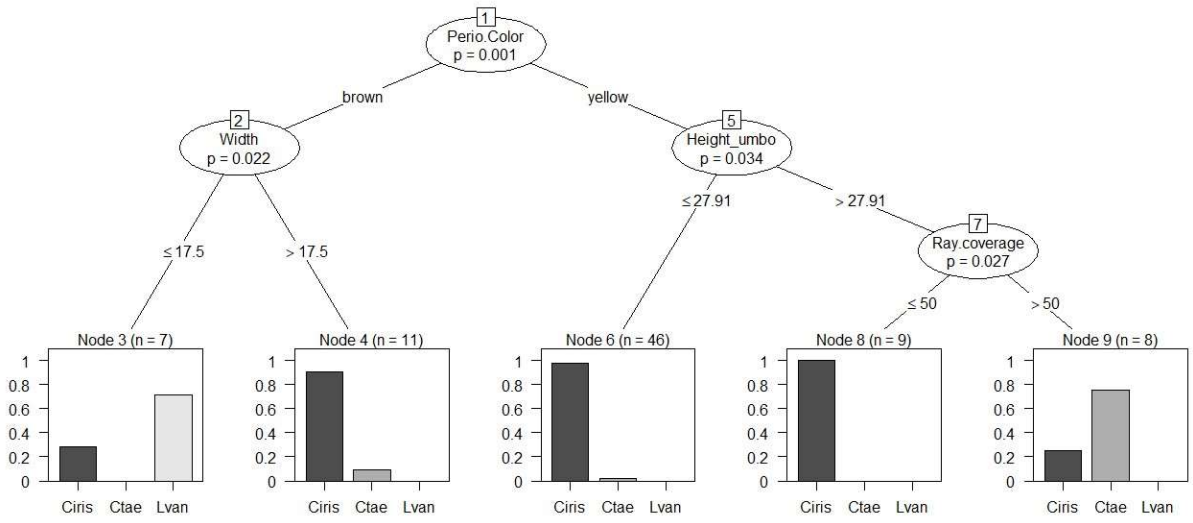 1
Perio.Color
p = 0.001
brown
yellow
2
Width
p = 0.022
5
Height_umbo
p = 0.034
≤ 17.5
> 17.5
≤ 27.91
> 27.91
7
Ray.coverage
p = 0.027
≤ 50
> 50
Node 3 (n = 7)
1
0.8
0.6
0.4
0.2
0
Ciris Ctae Lvan
Node 4 (n = 11)
1
0.8
0.6
0.4
0.2
0
Ciris Ctae Lvan
Node 6 (n = 46)
1
0.8
0.6
0.4
0.2
0
Ciris Ctae Lvan
Node 8 (n = 9)
1
0.8
0.6
0.4
0.2
0
Ciris Ctae Lvan
Node 9 (n = 8)
1
0.8
0.6
0.4
0.2
0
Ciris Ctae Lvan